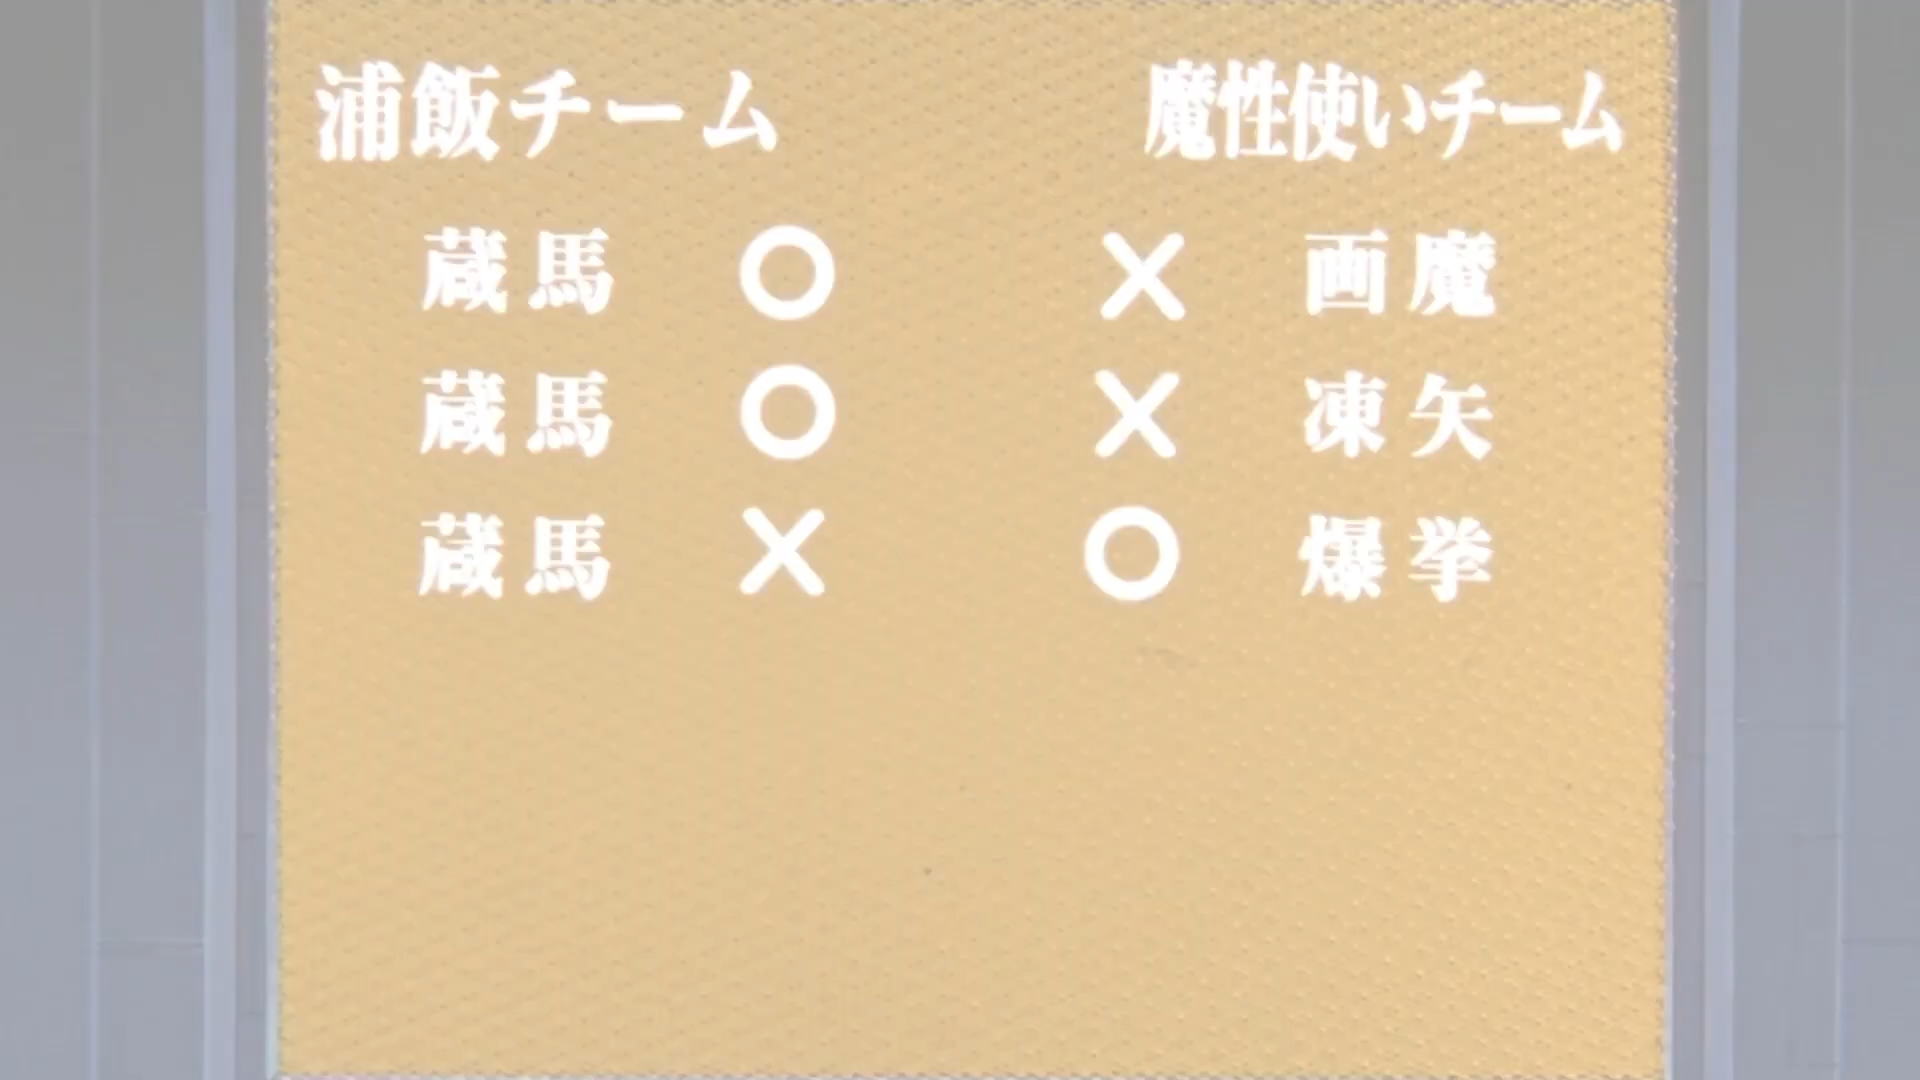 浦飯チーム 魔性使いチーム
蔵馬 ○ × 画魔
蔵馬 ○ × 凍矢
蔵馬 × ○ 爆拳